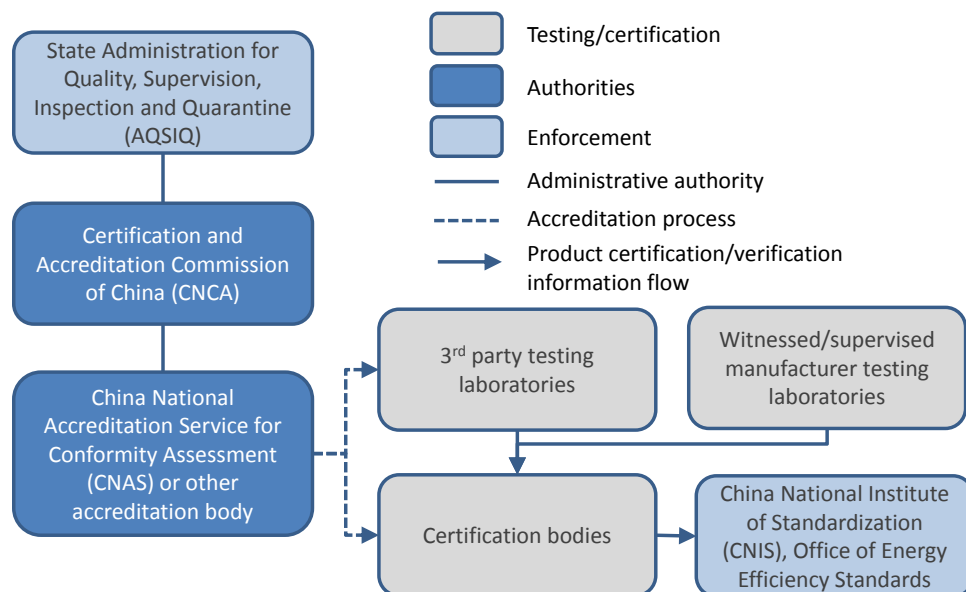 State Administration for
Quality, Supervision,
Inspection and Quarantine
(AQSIQ)
Certification and
Accreditation Commission
of China (CNCA)
China National
Accreditation Service for
Conformity Assessment
(CNAS) or other
accreditation body
Testing/certification
Authorities
Enforcement
Administrative authority
Accreditation process
Product certification/verification
information flow
3rd party testing
laboratories
Witnessed/supervised
manufacturer testing
laboratories
Certification bodies
China National Institute
of Standardization
(CNIS), Office of Energy
Efficiency Standards